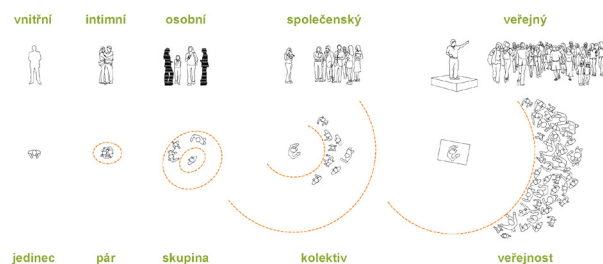 vnitřní intimní osobní společenský veřejný
jedinec pár skupina kolektiv veřejnost